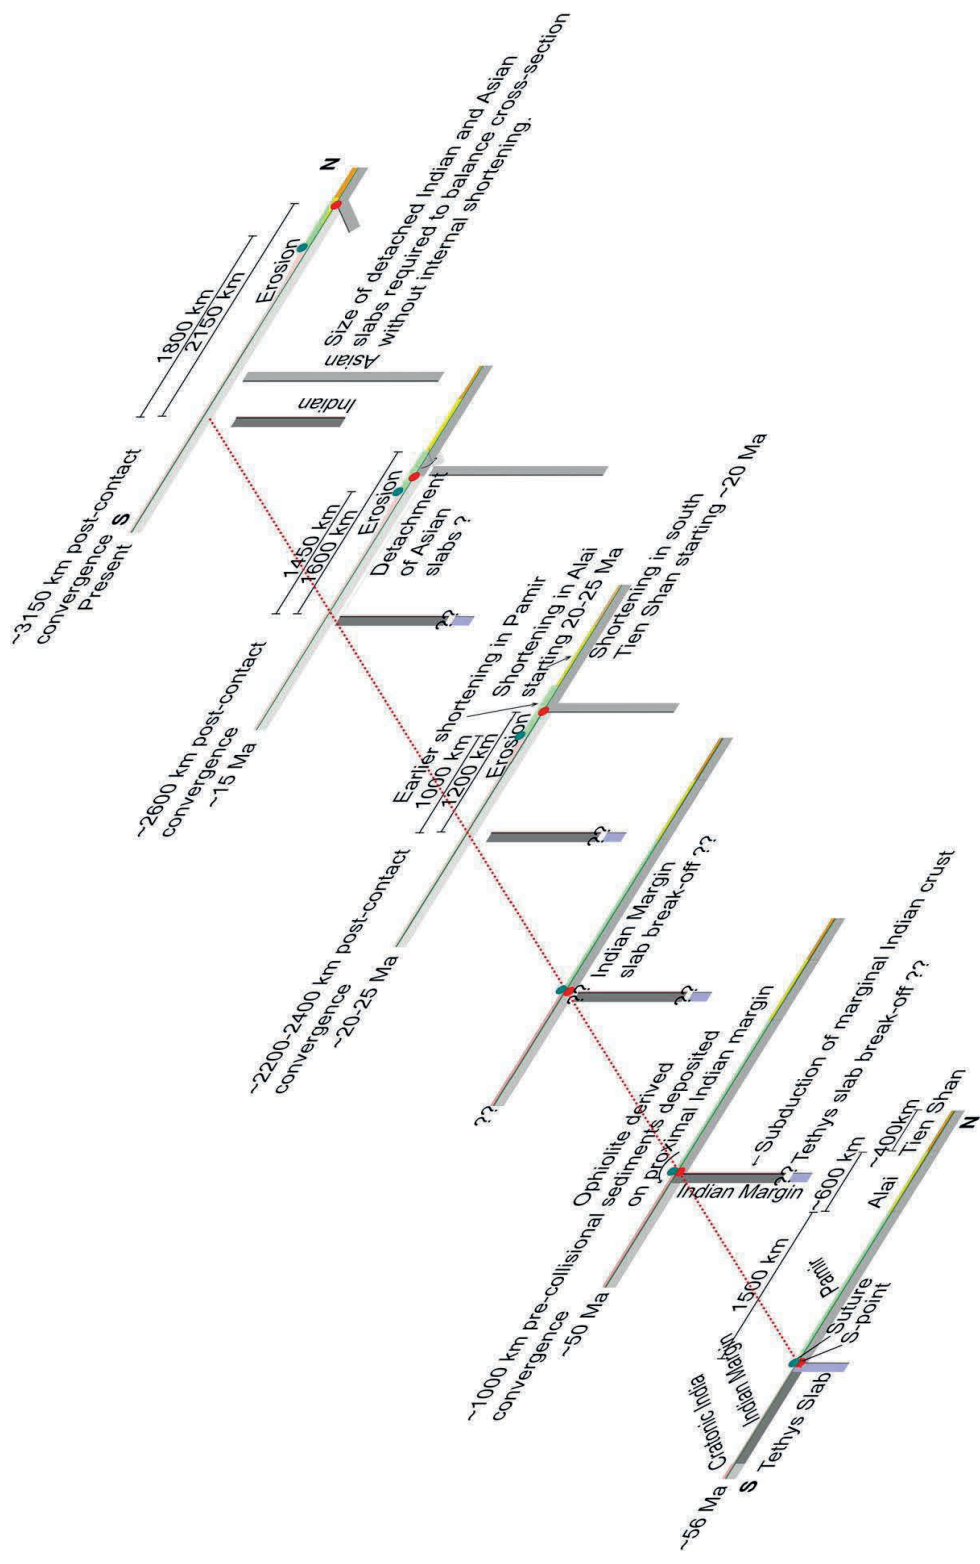 ~3150 km post-contact
convergence
Present
S
N
1800 km
2150 km
Erosion
Indian
Asian
Size of detached Indian and Asian
slabs required to balance cross-section
without internal shortening.
~2600 km post-contact
convergence
~15 Ma
1450 km
1600 km
Erosion
Detachment
of Asian
slabs ?
??
~2200-2400 km post-contact
convergence
~20-25 Ma
1000 km
1200 km
Erosion
Earlier shortening in Pamir
Shortening in Alai
starting 20-25 Ma
Shortening in south
Tien Shan starting ~20 Ma
??
??
??
Indian Margin
slab break-off ??
??
~1000 km pre-collisional
convergence
~50 Ma
Ophiolite derived
sediments deposited
on proximal Indian margin
Indian Margin
←Subduction of marginal Indian crust
?? Tethys slab break-off ??
~56 Ma
S
Cratonic India
Indian Margin
Tethys Slab
1500 km
~600 km
~400km
Pamir
Alai
Tien Shan
Suture
S-point
N